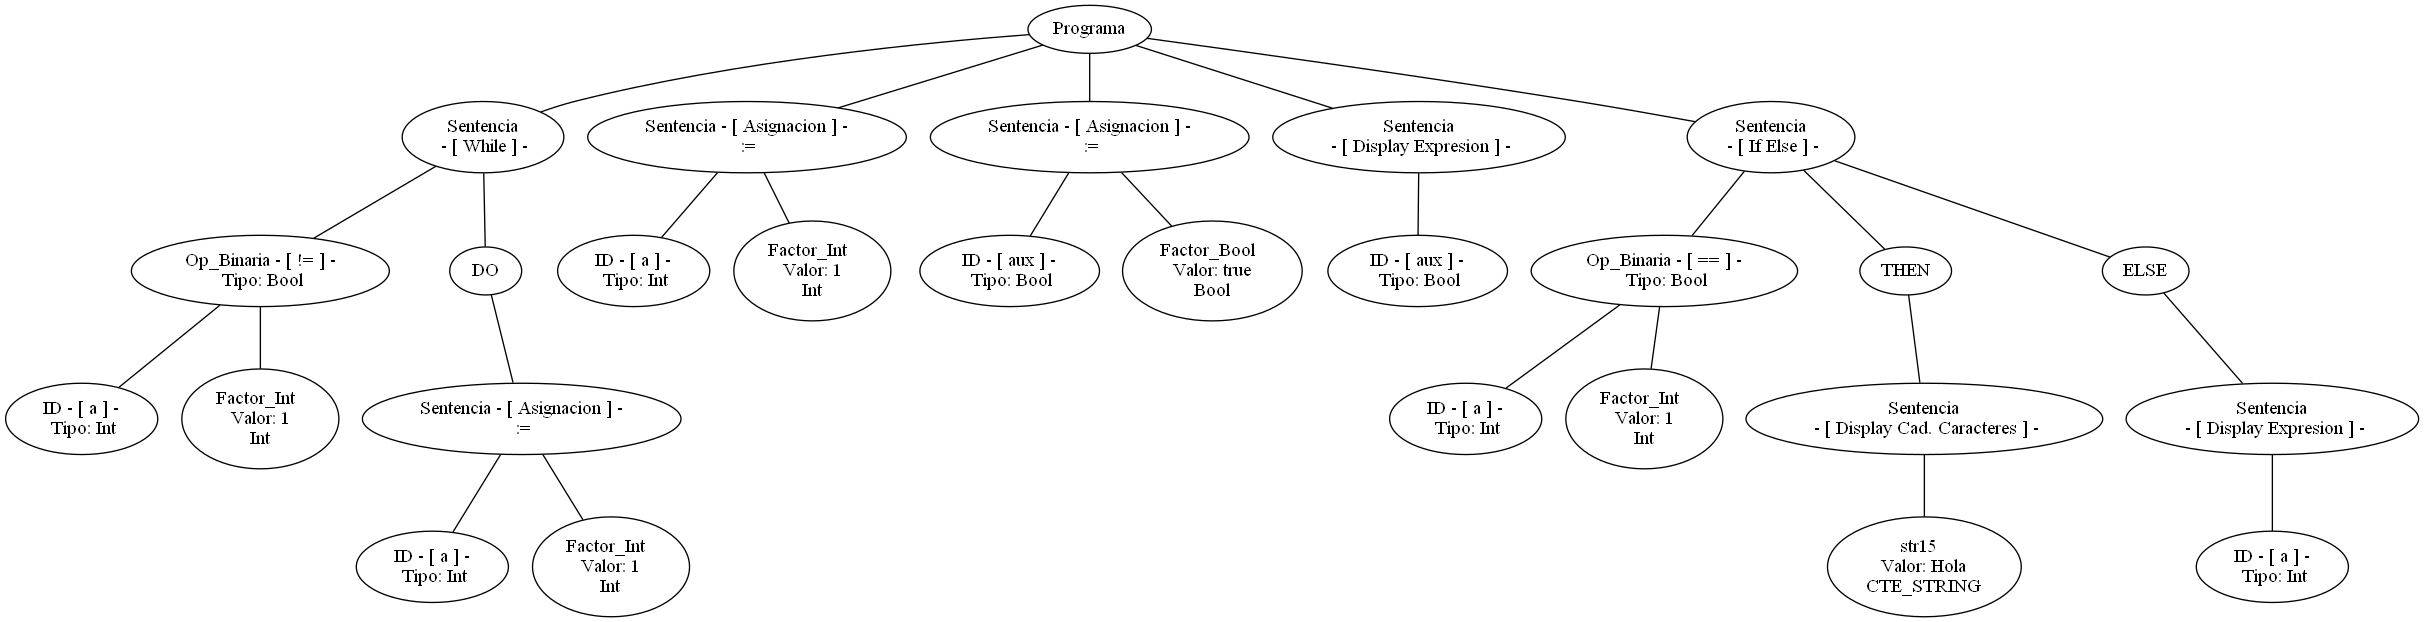 Programa
Sentencia
- [ While ] -
Sentencia - [ Asignacion ] -
:=
Sentencia - [ Asignacion ] -
:=
Sentencia
- [ Display Expresion ] -
Sentencia
- [ If Else ] -
Op_Binaria - [ != ] -
Tipo: Bool
DO
ID - [ a ] -
Tipo: Int
Factor_Int
Valor: 1
Int
ID - [ aux ] -
Tipo: Bool
Factor_Bool
Valor: true
Bool
ID - [ aux ] -
Tipo: Bool
Op_Binaria - [ == ] -
Tipo: Bool
THEN
ELSE
ID - [ a ] -
Tipo: Int
Factor_Int
Valor: 1
Int
Sentencia - [ Asignacion ] -
:=
ID - [ a ] -
Tipo: Int
Factor_Int
Valor: 1
Int
Sentencia
- [ Display Cad. Caracteres ] -
Sentencia
- [ Display Expresion ] -
ID - [ a ] -
Tipo: Int
Factor_Int
Valor: 1
Int
str15
Valor: Hola
CTE_STRING
ID - [ a ] -
Tipo: Int